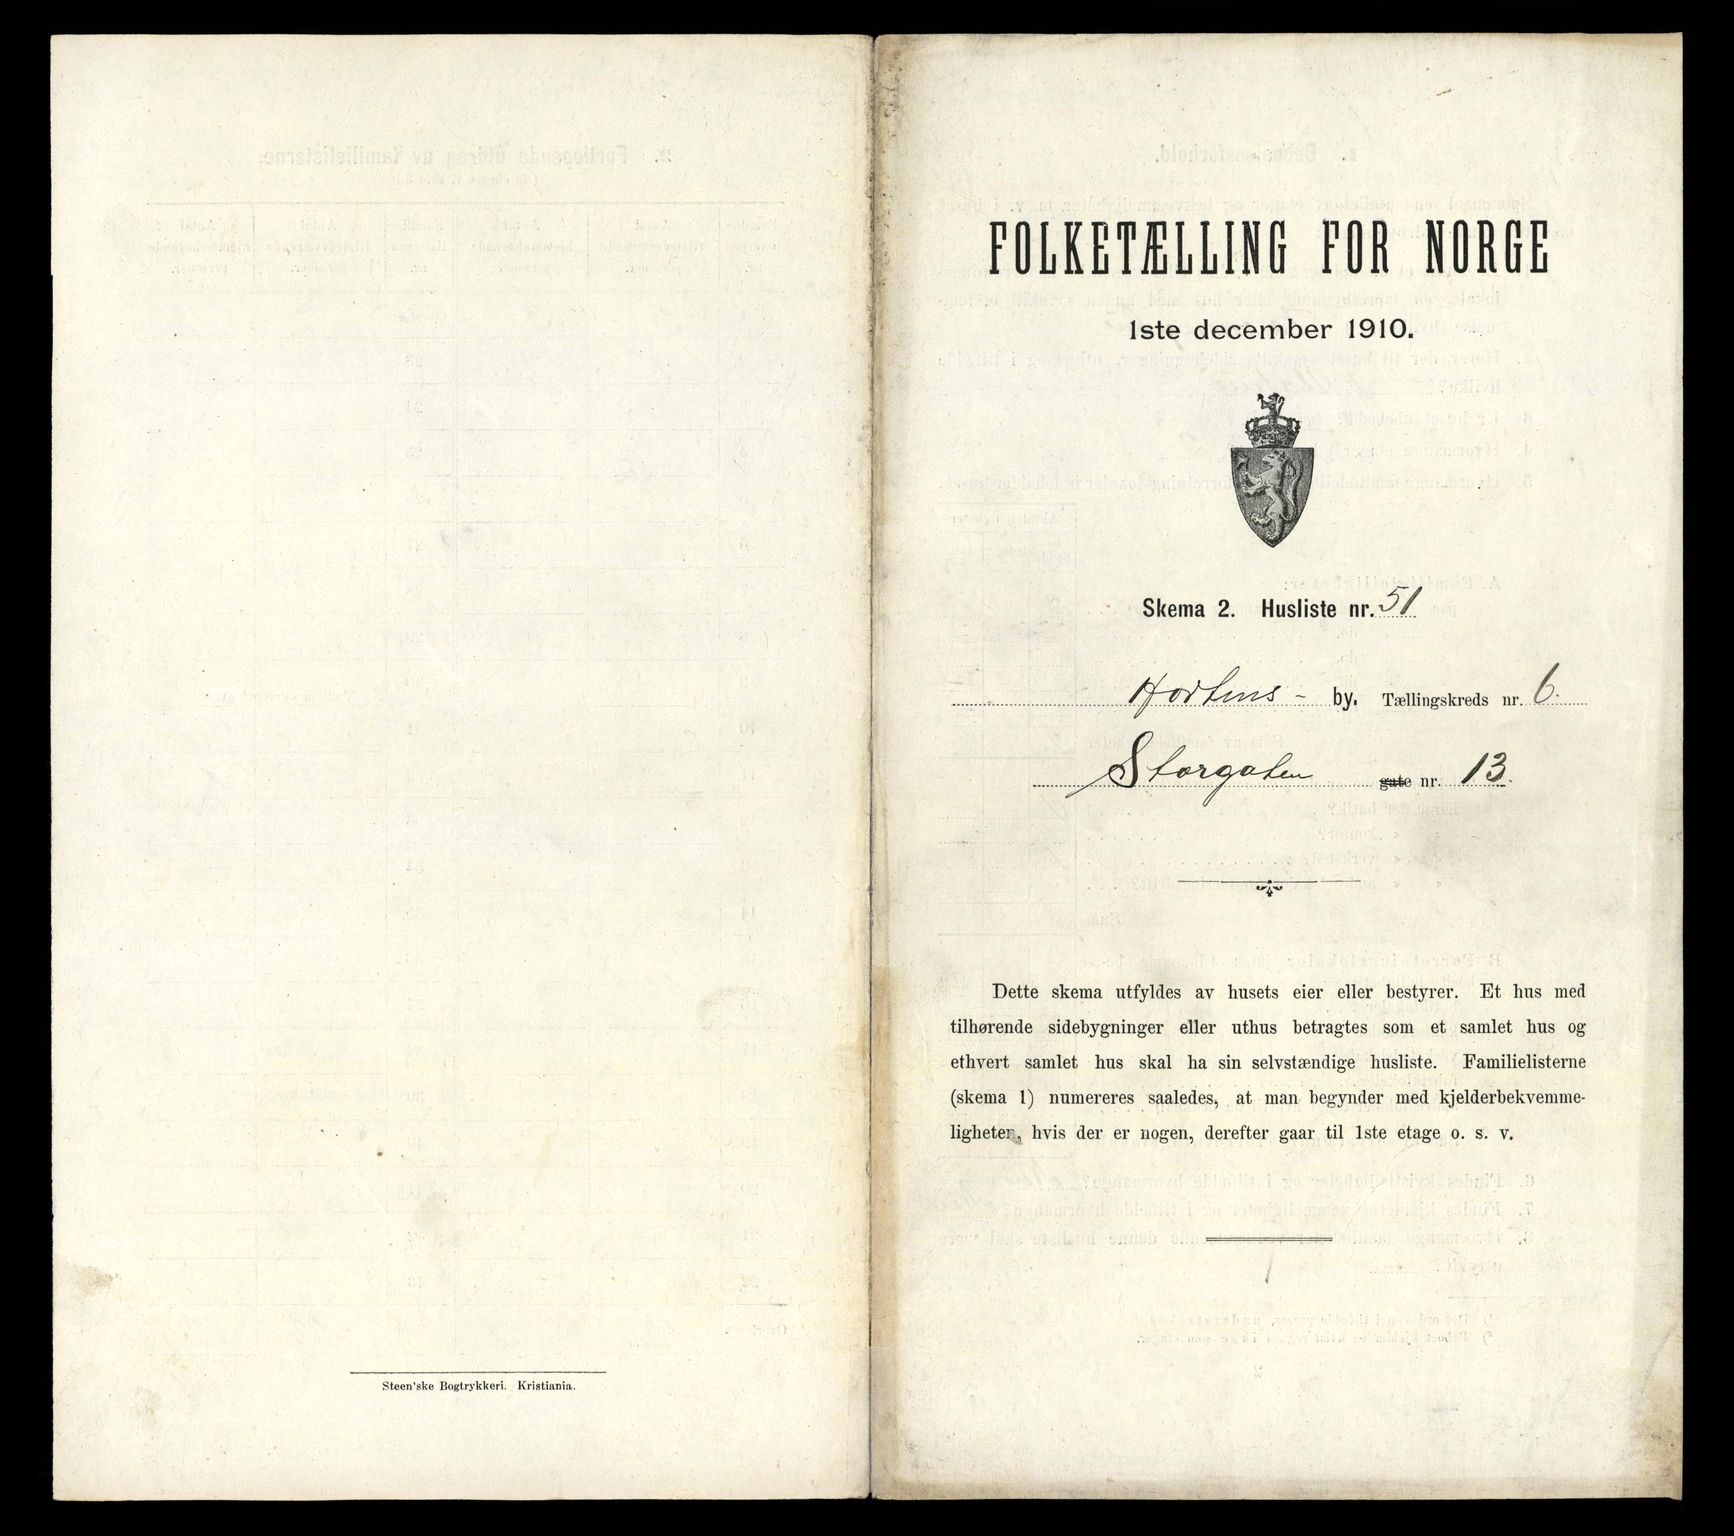 Steen'ske Bogtrykkeri. Kristiania.
FOLKETÆLLING FOR NORGE
1ste december 1910.
Skema 2. Husliste nr. 51
Hortens - by. Tællingskreds nr. 6.
Storgaten gate nr. 13.
Dette skema utfyldes av husets eier eller bestyrer. Et hus med
tilhørende sidebygninger eller uthus betragtes som et samlet hus og
ethvert samlet hus skal ha sin selvstændige husliste. Familielisterne
(skema 1) numereres saaledes, at man begynder med kjelderbekvemme-
ligheter, hvis der er nogen, derefter gaar til 1ste etage o. s. v.